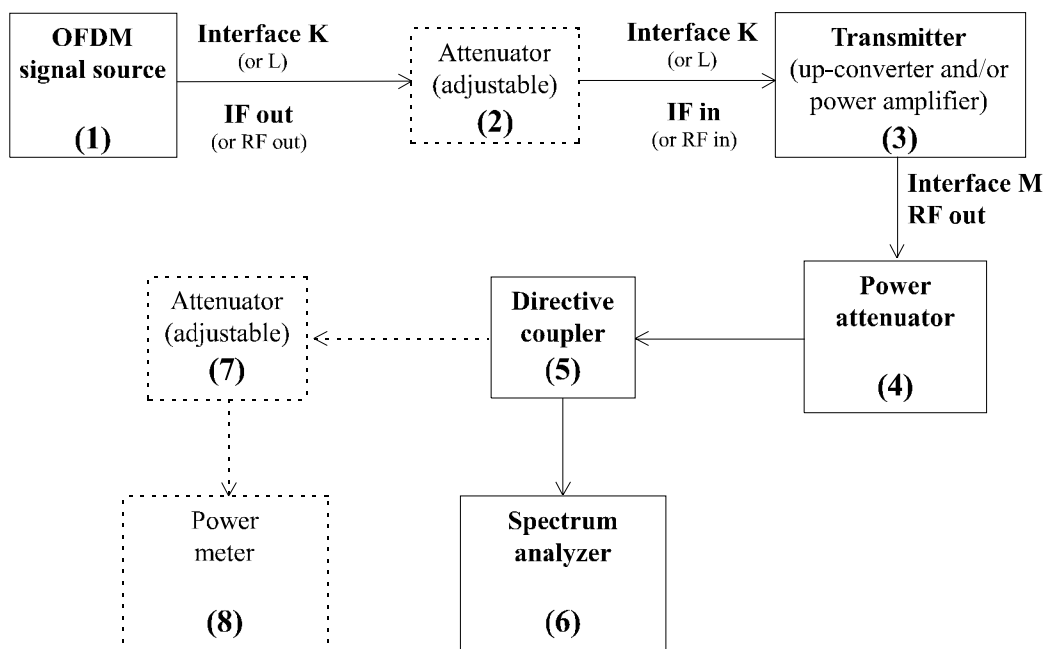 OFDM
signal source
(1)
Interface K
(or L)
IF out
(or RF out)
Attenuator
(adjustable)
(2)
Interface K
(or L)
IF in
(or RF in)
Transmitter
(up-converter and/or
power amplifier)
(3)
Interface M
RF out
Attenuator
(adjustable)
(7)
Directive
coupler
(5)
Power
attenuator
(4)
Power
meter
(8)
Spectrum
analyzer
(6)